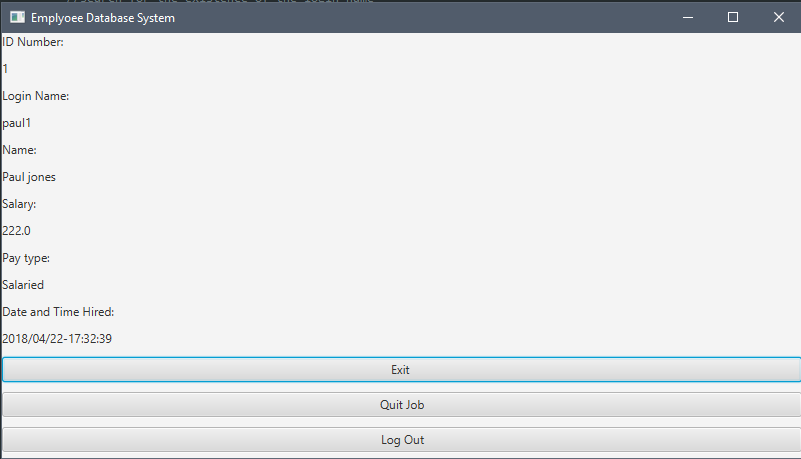 Emplyoee Database System
ID Number:
1
Login Name:
paul1
Name:
Paul jones
Salary:
222.0
Pay type:
Salaried
Date and Time Hired:
2018/04/22-17:32:39
Exit
Quit Job
Log Out